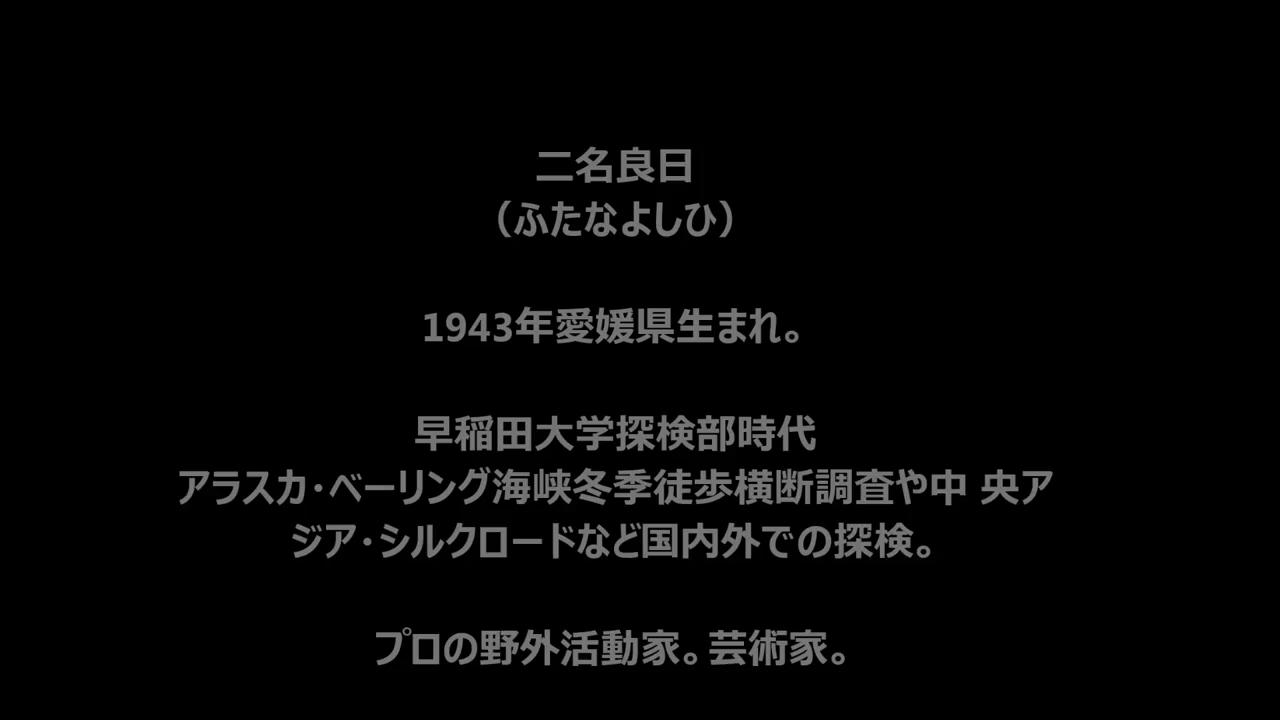 二名良日
（ふたなよしひ）
1943年愛媛県生まれ。
早稲田大学探検部時代
アラスカ・ベーリング海峡冬季徒歩横断調査や中 央ア
ジア・シルクロードなど国内外での探検。
プロの野外活動家。芸術家。